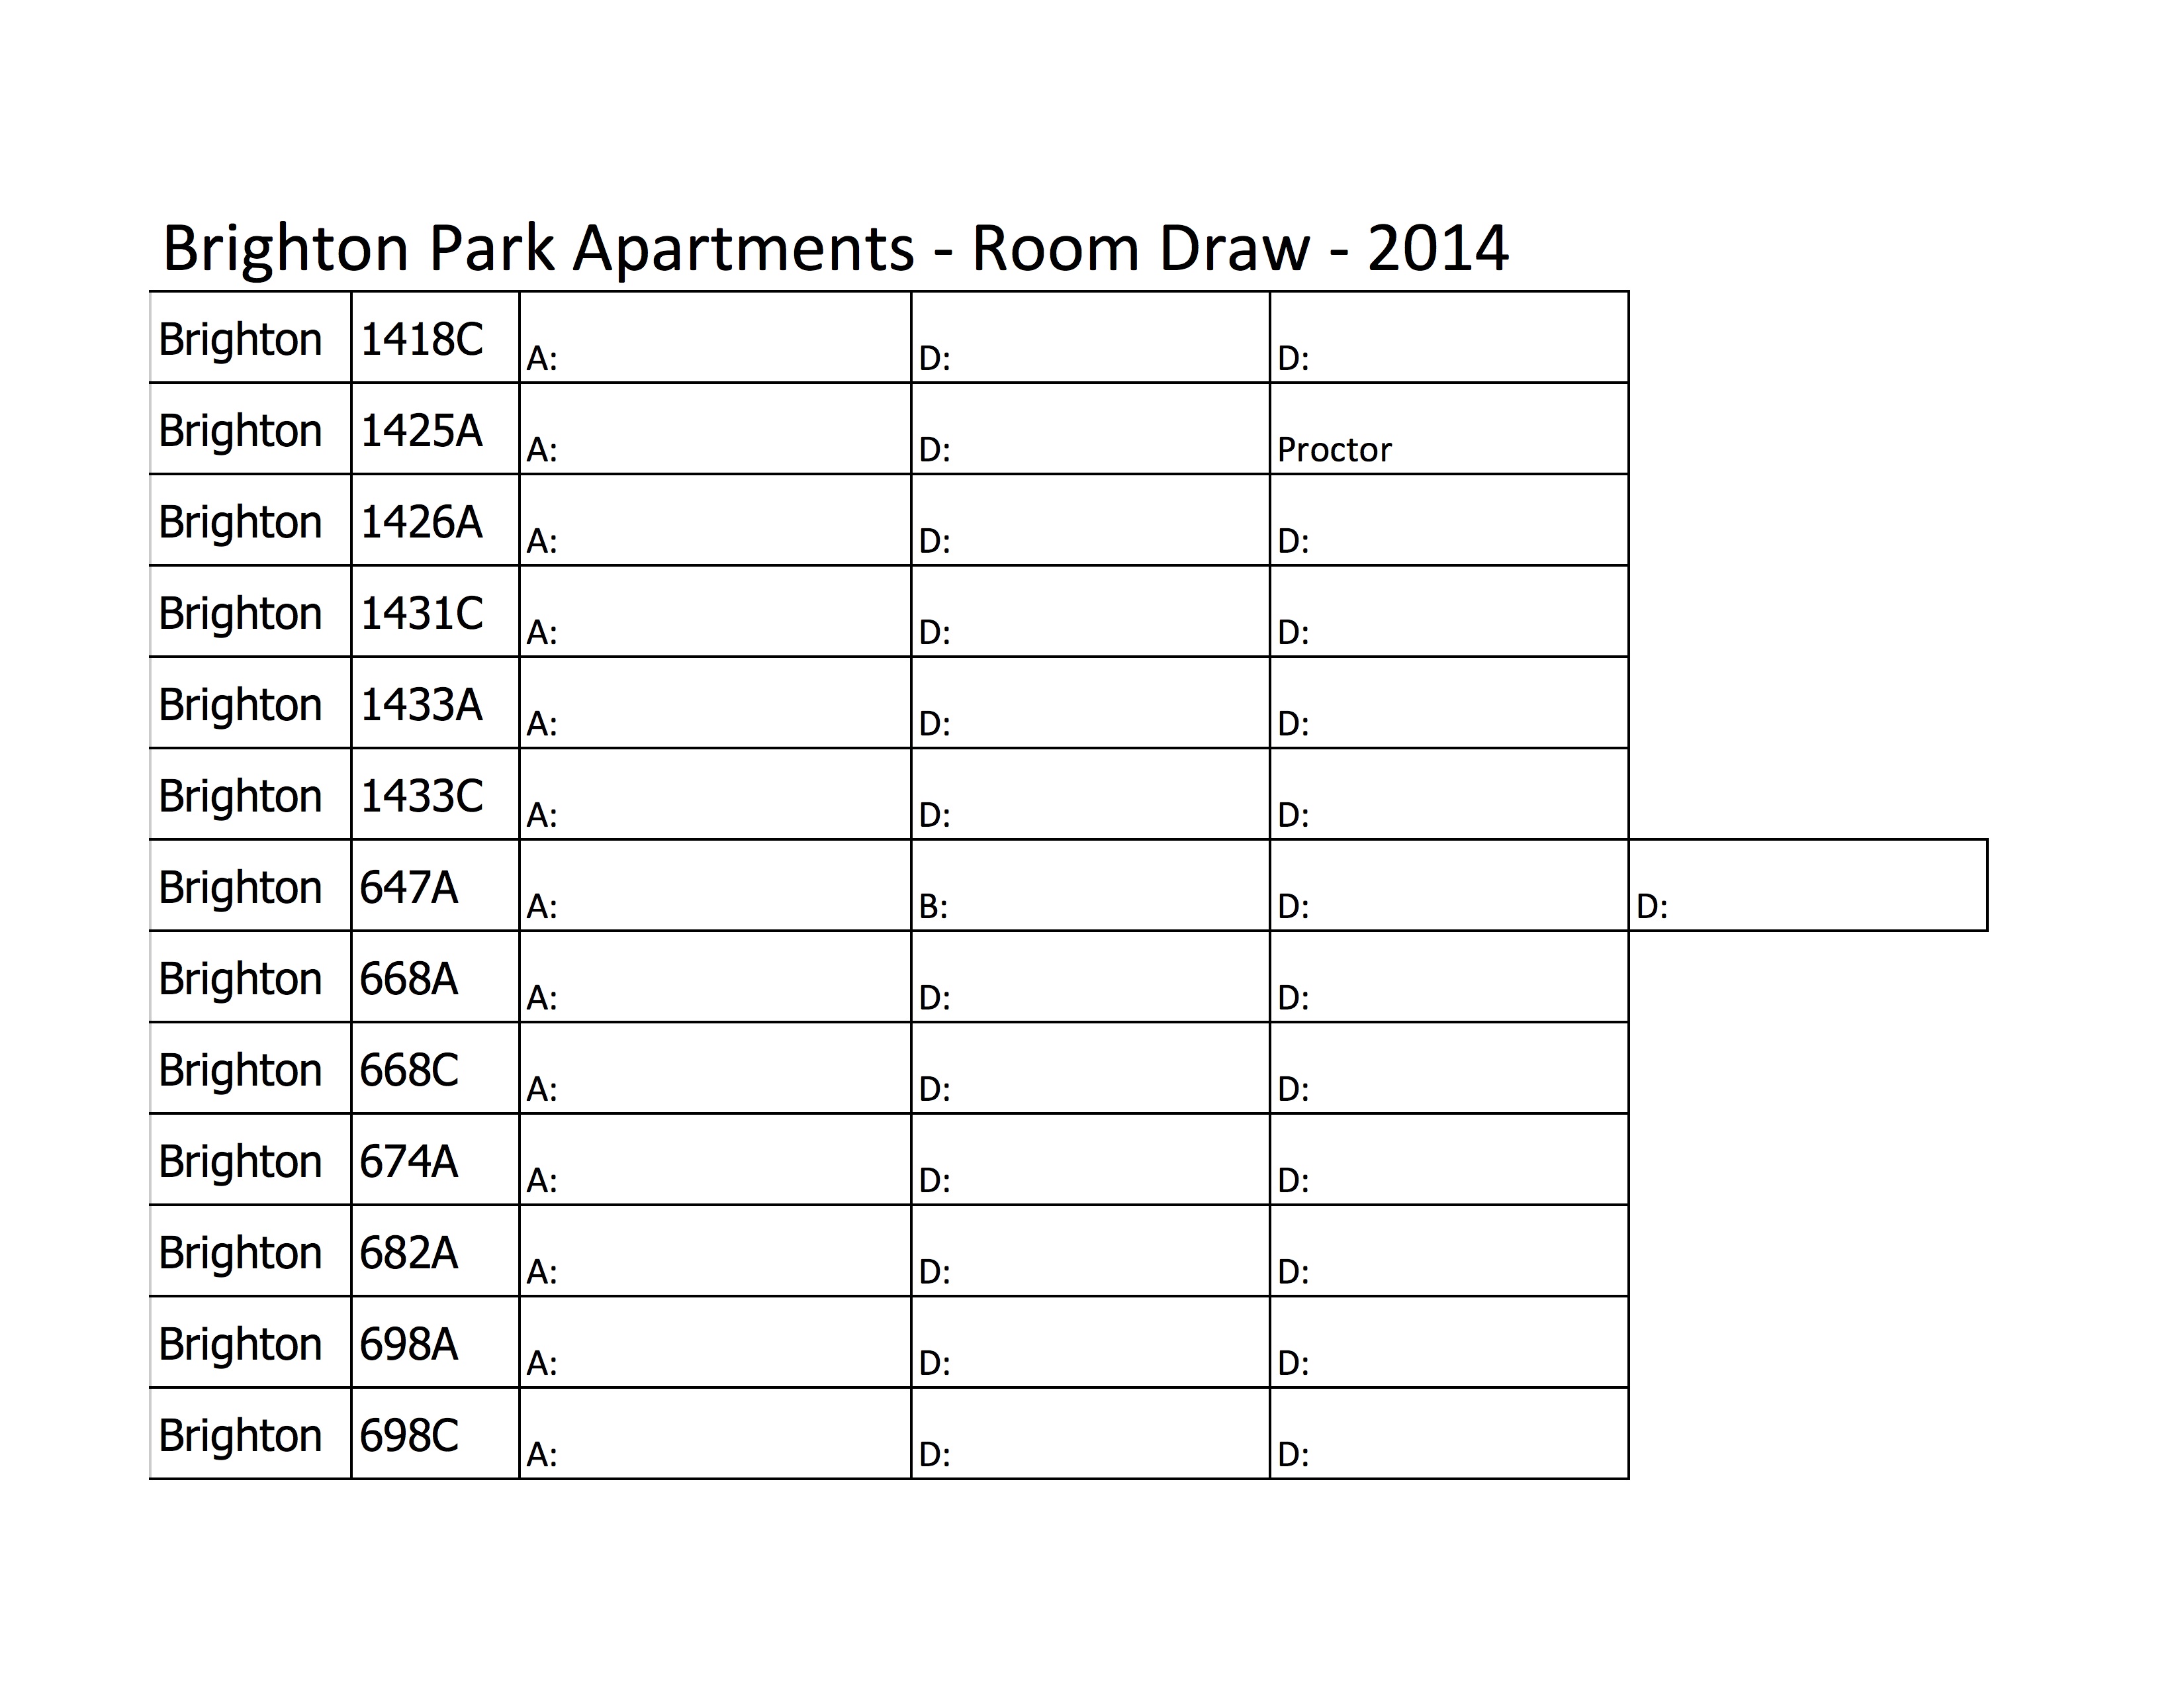 Brighton Park Apartments - Room Draw - 2014
Brighton 1418C A: D: D:
Brighton 1425A A: D: Proctor
Brighton 1426A A: D: D:
Brighton 1431C A: D: D:
Brighton 1433A A: D: D:
Brighton 1433C A: D: D:
Brighton 647A A: B: D: D:
Brighton 668A A: D: D:
Brighton 668C A: D: D:
Brighton 674A A: D: D:
Brighton 682A A: D: D:
Brighton 698A A: D: D:
Brighton 698C A: D: D: